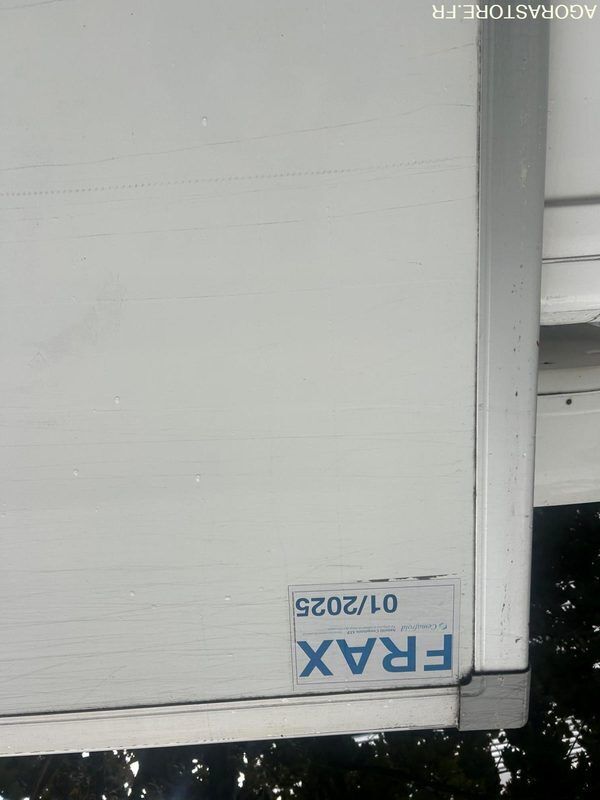 AGORASTORE.FR
FRAX
Cemafroid
01/2025